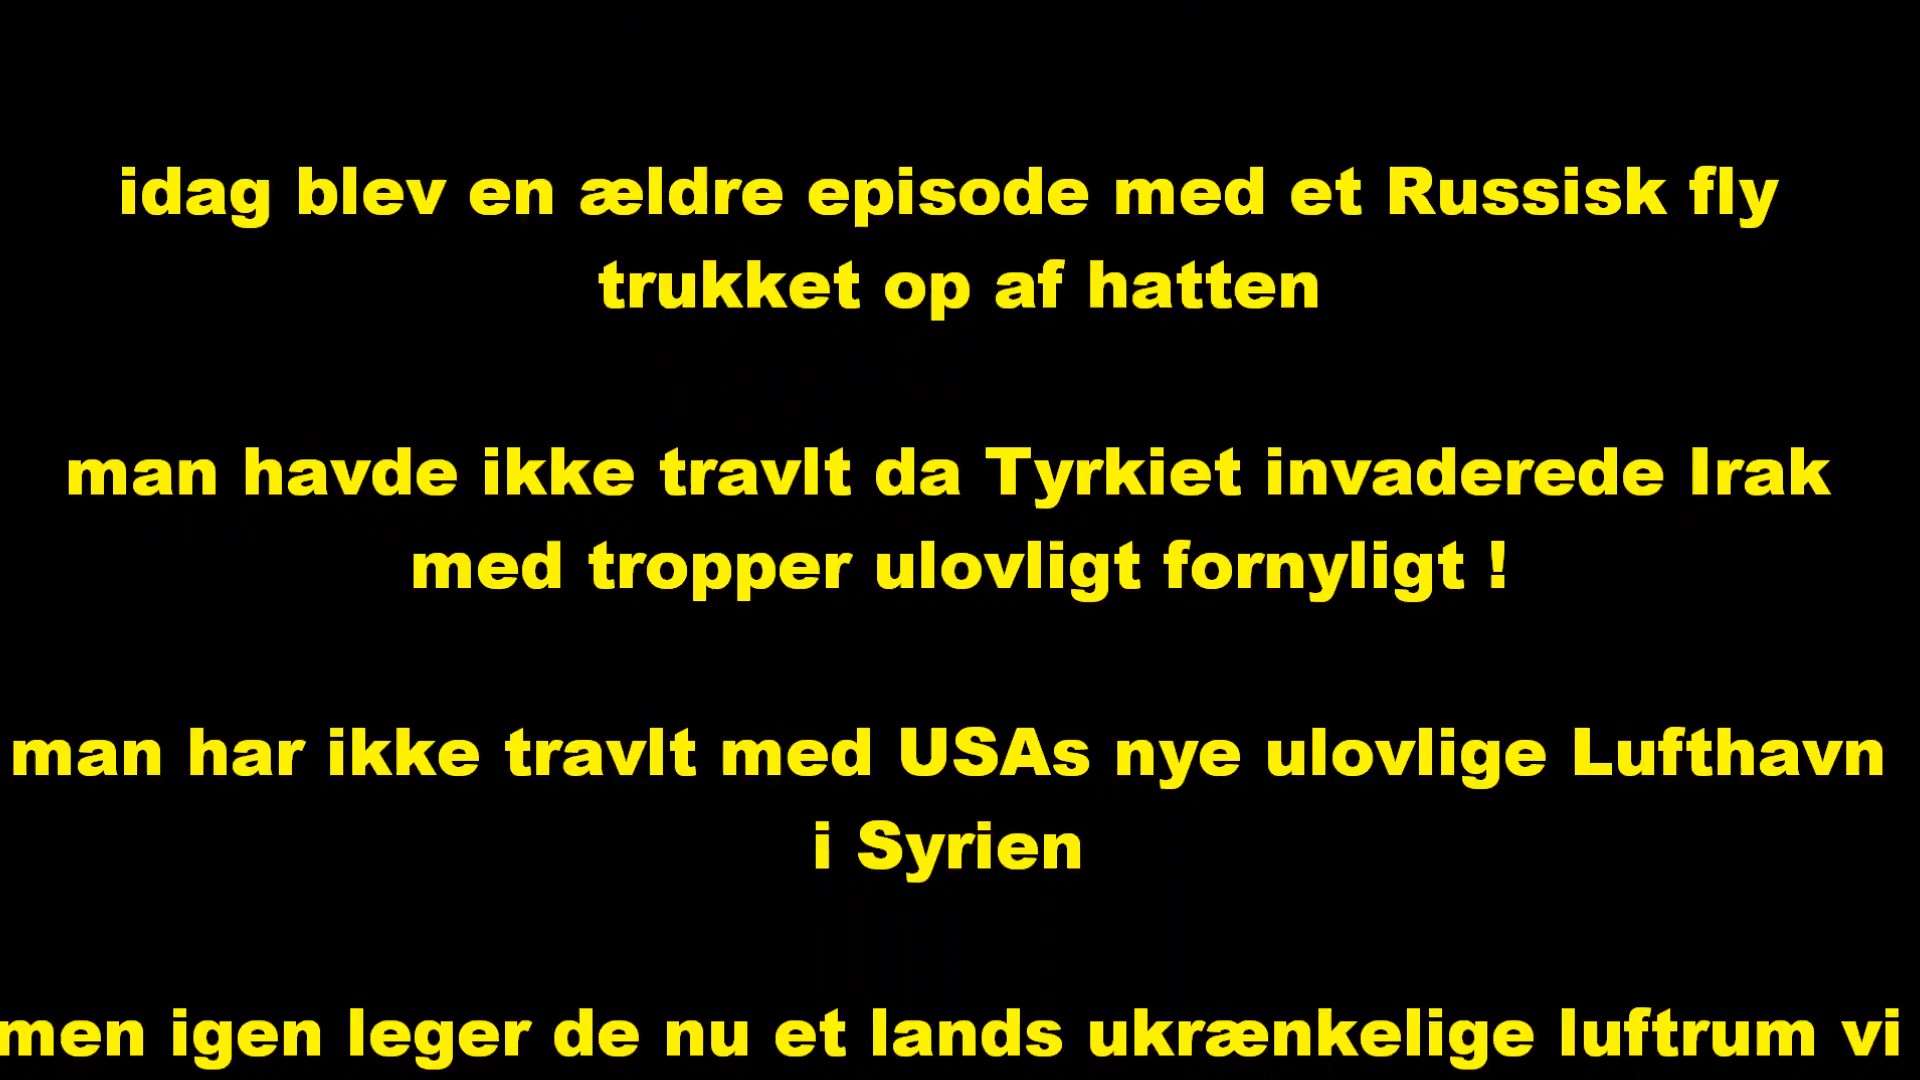 idag blev en ældre episode med et Russisk fly
trukket op af hatten
man havde ikke travlt da Tyrkiet invaderede Irak
med tropper ulovligt fornyligt !
man har ikke travlt med USAs nye ulovlige Lufthavn
i Syrien
men igen leger de nu et lands ukrænkelige luftrum vi